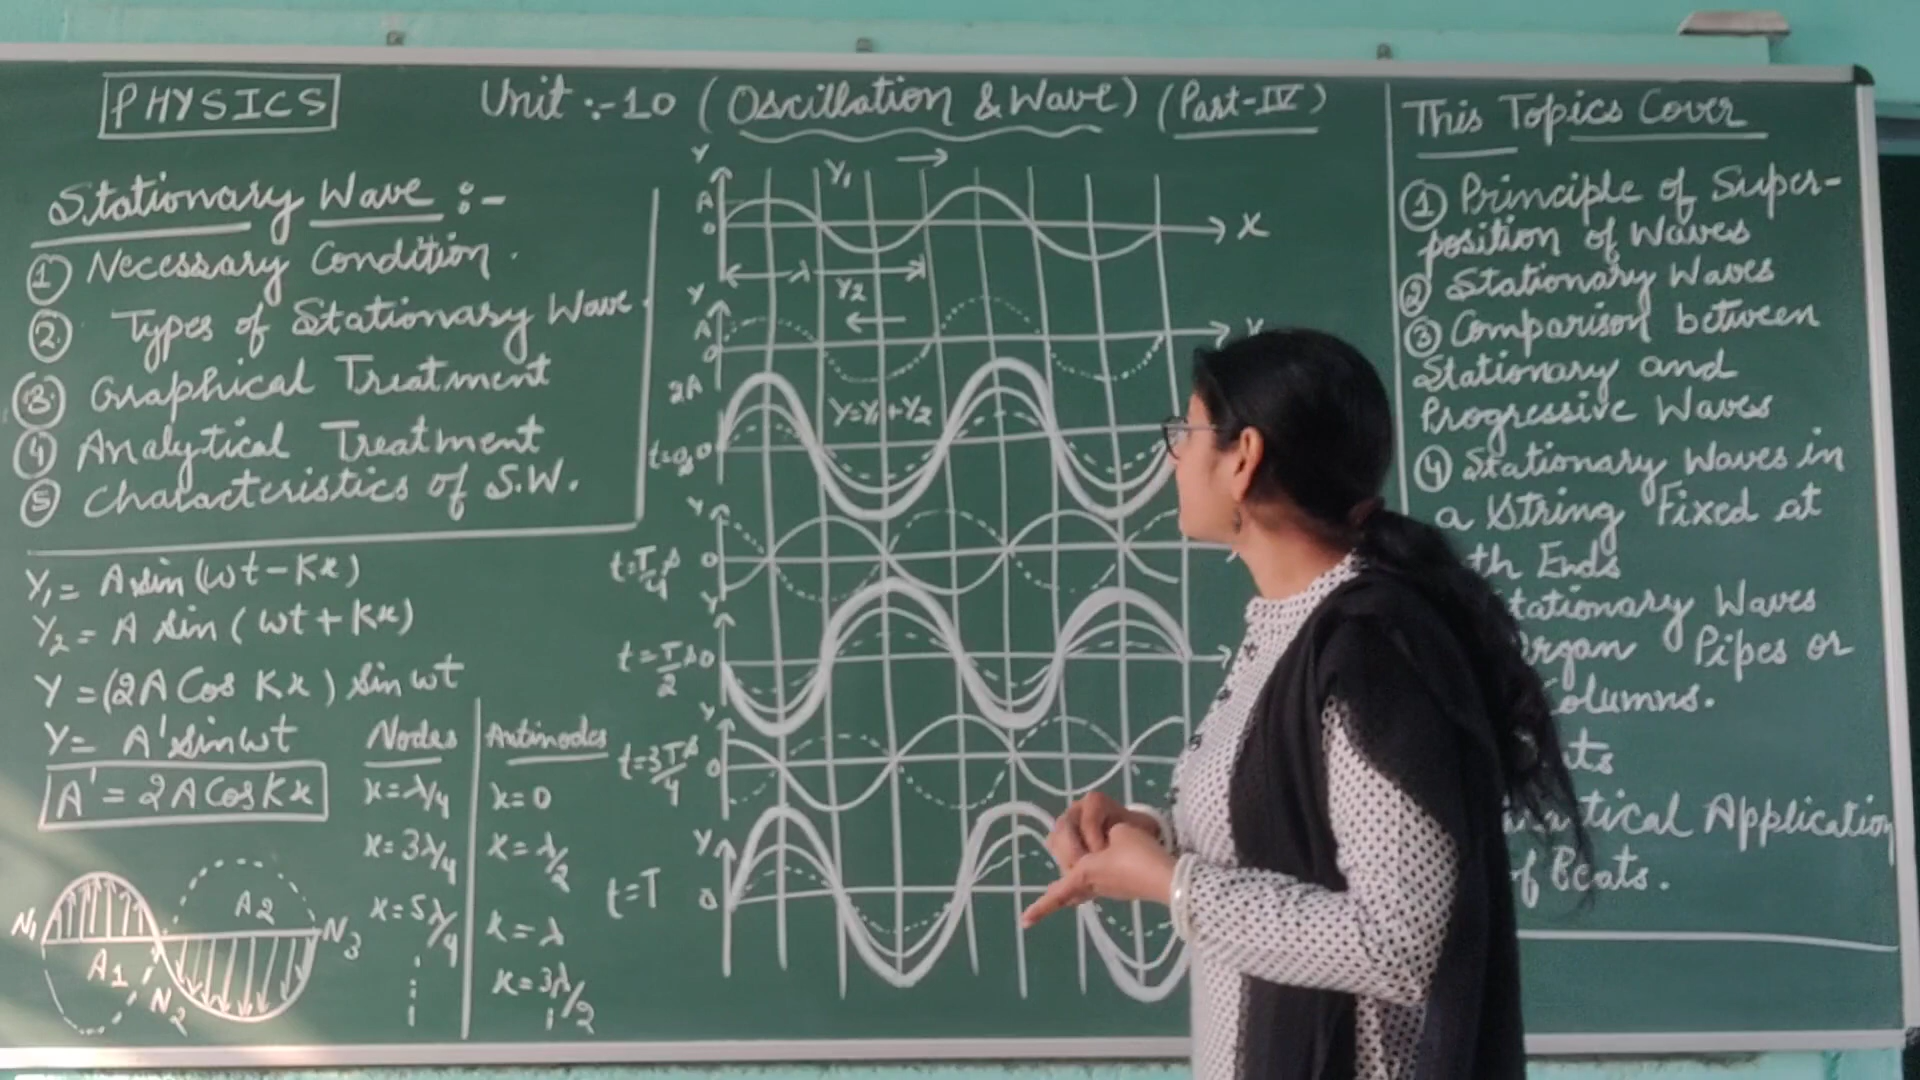 PHYSICS
Unit :- 10 (Oscillation & Wave) (Part-IV)
Stationary Wave :-
① Necessary Condition.
② Types of Stationary Wave.
③ Graphical Treatment
④ Analytical Treatment
⑤ Characteristics of S.W.
Y₁ = A sin (ωt - Kx)
Y₂ = A sin (ωt + Kx)
Y = (2A Cos Kx) sin ωt
Y = A' sin ωt
A' = 2A Cos Kx
Nodes
x = λ/4
x = 3λ/4
x = 5λ/4
Antinodes
x = 0
x = λ/2
x = λ
x = 3λ/2
N₁
A1
N2
A2
N3
Y
Y₁ →
A
0
X
λ
Y
Y₂
←
A
0
2A
Y=Y₁+Y₂
0
Y
t=T/4 s
0
Y
t=T/2 s 0
Y
t=3T/4 s
0
Y
t=T
0
This Topics Cover
① Principle of Super-
position of Waves
② Stationary Waves
③ Comparison between
Stationary and
Progressive Waves
④ Stationary Waves in
a String Fixed at
th Ends
tationary Waves
rgan Pipes or
olumns.
ts
tical Application
of Beats.